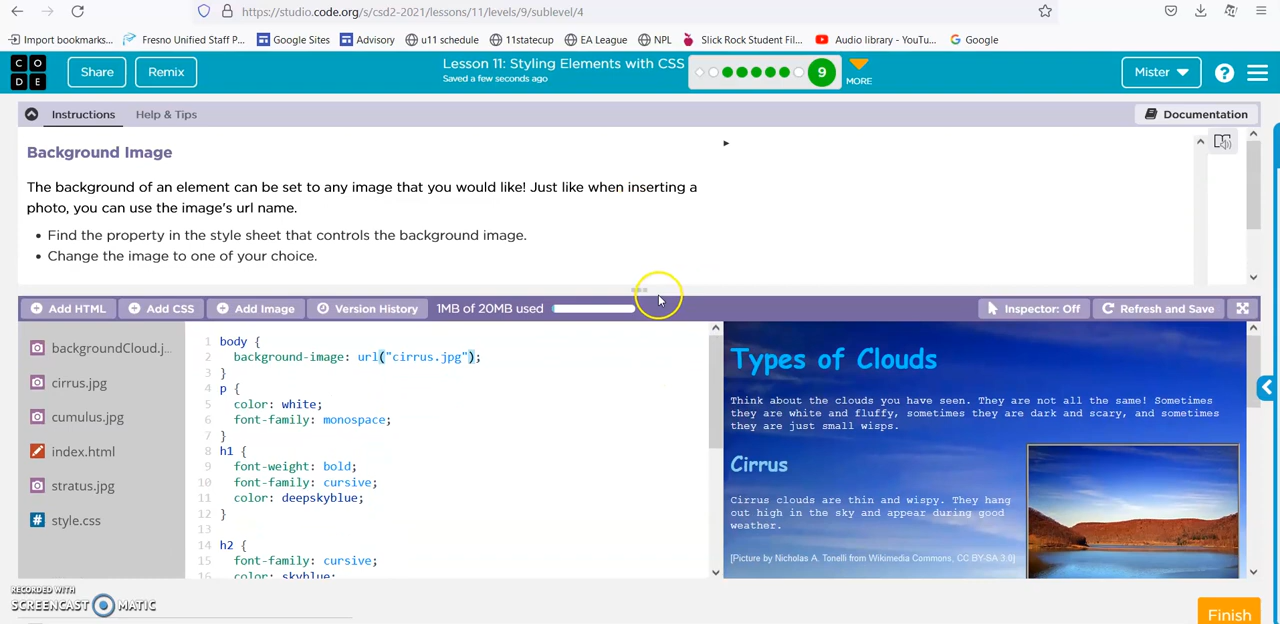 https://studio.code.org/s/csd2-2021/lessons/11/levels/9/sublevel/4
Import bookmarks... Fresno Unified Staff P... Google Sites Advisory u11 schedule 11statecup EA League NPL Slick Rock Student Fil... Audio library - YouTu... Google
CO
DE
Share
Remix
Lesson 11: Styling Elements with CSS
Saved a few seconds ago
9
MORE
Mister
?
Instructions
Help & Tips
Documentation
Background Image
The background of an element can be set to any image that you would like! Just like when inserting a
photo, you can use the image's url name.
• Find the property in the style sheet that controls the background image.
• Change the image to one of your choice.
Add HTML
Add CSS
Add Image
Version History
1MB of 20MB used
Inspector: Off
Refresh and Save
backgroundCloud.j...
cirrus.jpg
cumulus.jpg
index.html
stratus.jpg
# style.css
1 body {
2 background-image: url("cirrus.jpg");
3 }
4 p {
5 color: white;
6 font-family: monospace;
7 }
8 h1 {
9 font-weight: bold;
10 font-family: cursive;
11 color: deepskyblue;
12 }
13
14 h2 {
15 font-family: cursive;
16 color: skyblue;
Types of Clouds
Think about the clouds you have seen. They are not all the same! Sometimes
they are white and fluffy, sometimes they are dark and scary, and sometimes
they are just small wisps.
Cirrus
Cirrus clouds are thin and wispy. They hang
out high in the sky and appear during good
weather.
[Picture by Nicholas A. Tonelli from Wikimedia Commons, CC BY-SA 3.0]
RECORDED WITH
SCREENCAST MATIC
Finish